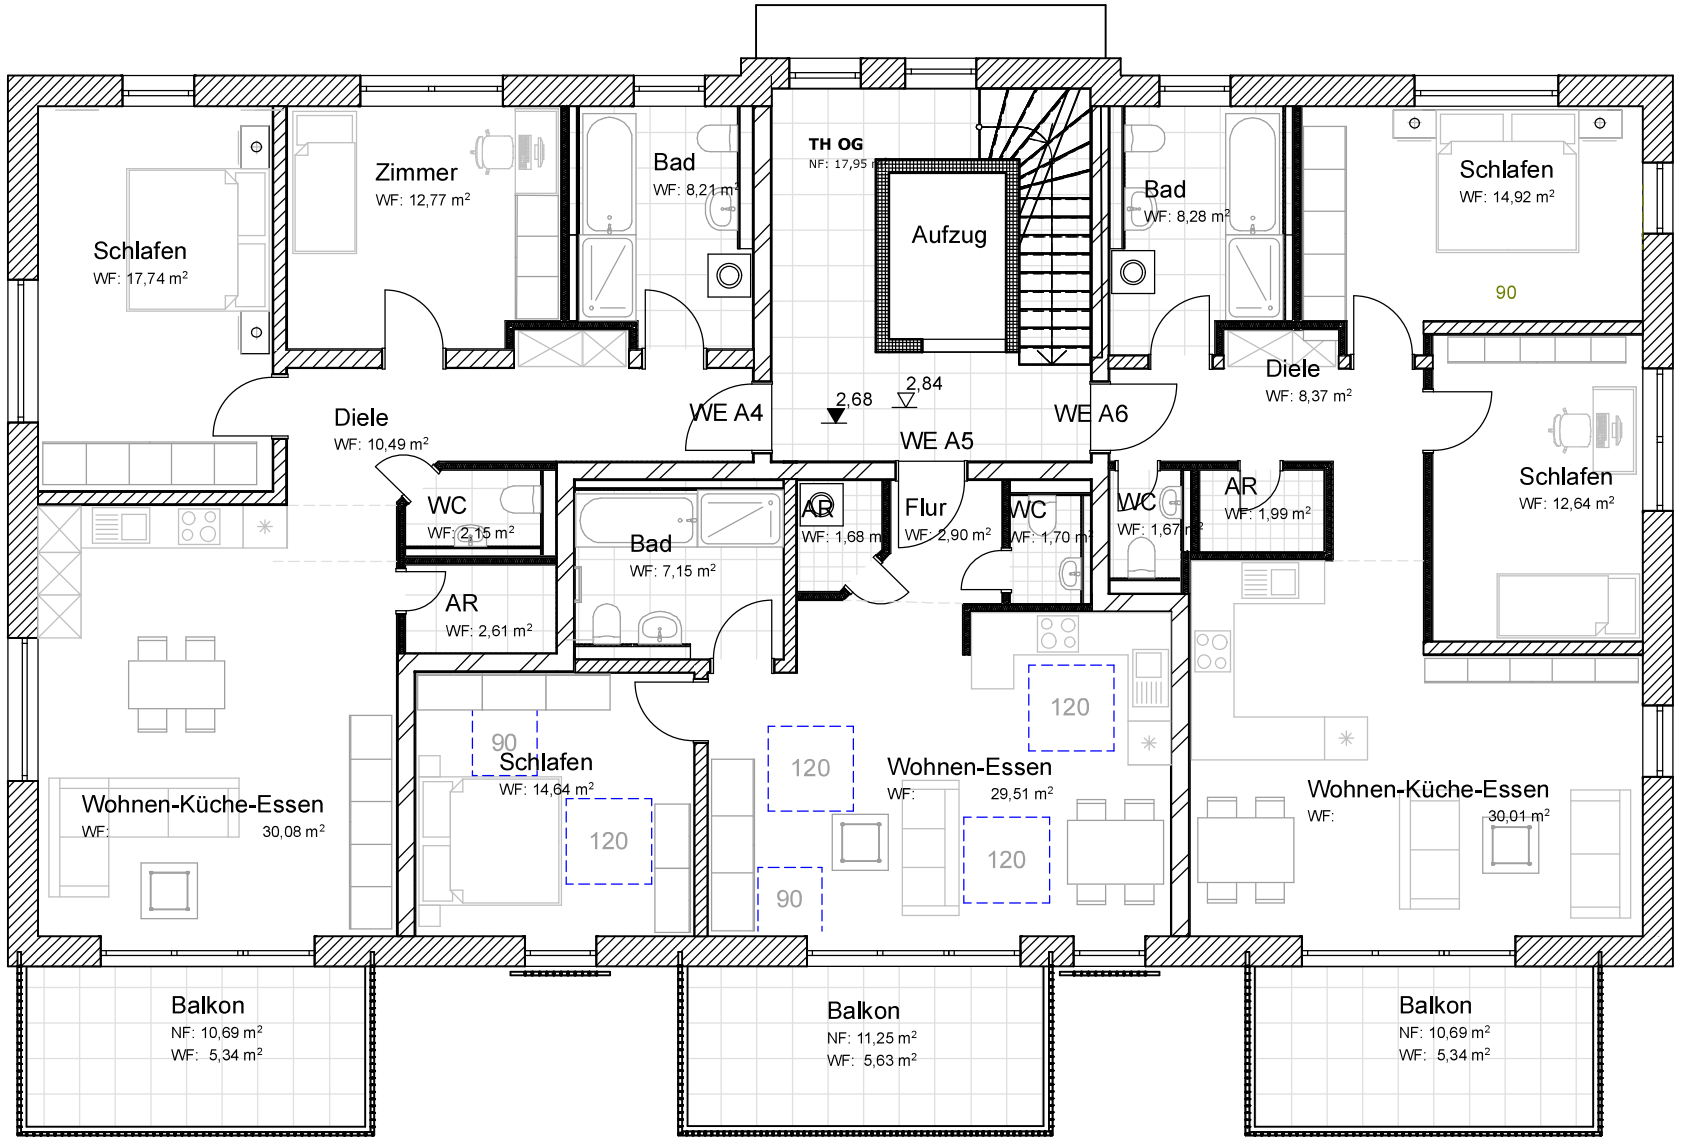 TH OG
NF: 17,95
Aufzug
2,68
2,84
WE A4
WE A5
WE A6
Schlafen
WF: 17,74 m²
Zimmer
WF: 12,77 m²
Bad
WF: 8,21 m²
Diele
WF: 10,49 m²
WC
WF: 2,15 m²
AR
WF: 2,61 m²
Wohnen-Küche-Essen
WF: 30,08 m²
Balkon
NF: 10,69 m²
WF: 5,34 m²
Bad
WF: 7,15 m²
AR
WF: 1,68 m
Flur
WF: 2,90 m²
WC
WF: 1,70 m²
90
Schlafen
WF: 14,64 m²
120
120
120
Wohnen-Essen
WF: 29,51 m²
120
90
Balkon
NF: 11,25 m²
WF: 5,63 m²
Bad
WF: 8,28 m²
Schlafen
WF: 14,92 m²
90
Diele
WF: 8,37 m²
WC
WF: 1,67
AR
WF: 1,99 m²
Schlafen
WF: 12,64 m²
Wohnen-Küche-Essen
WF: 30,01 m²
Balkon
NF: 10,69 m²
WF: 5,34 m²